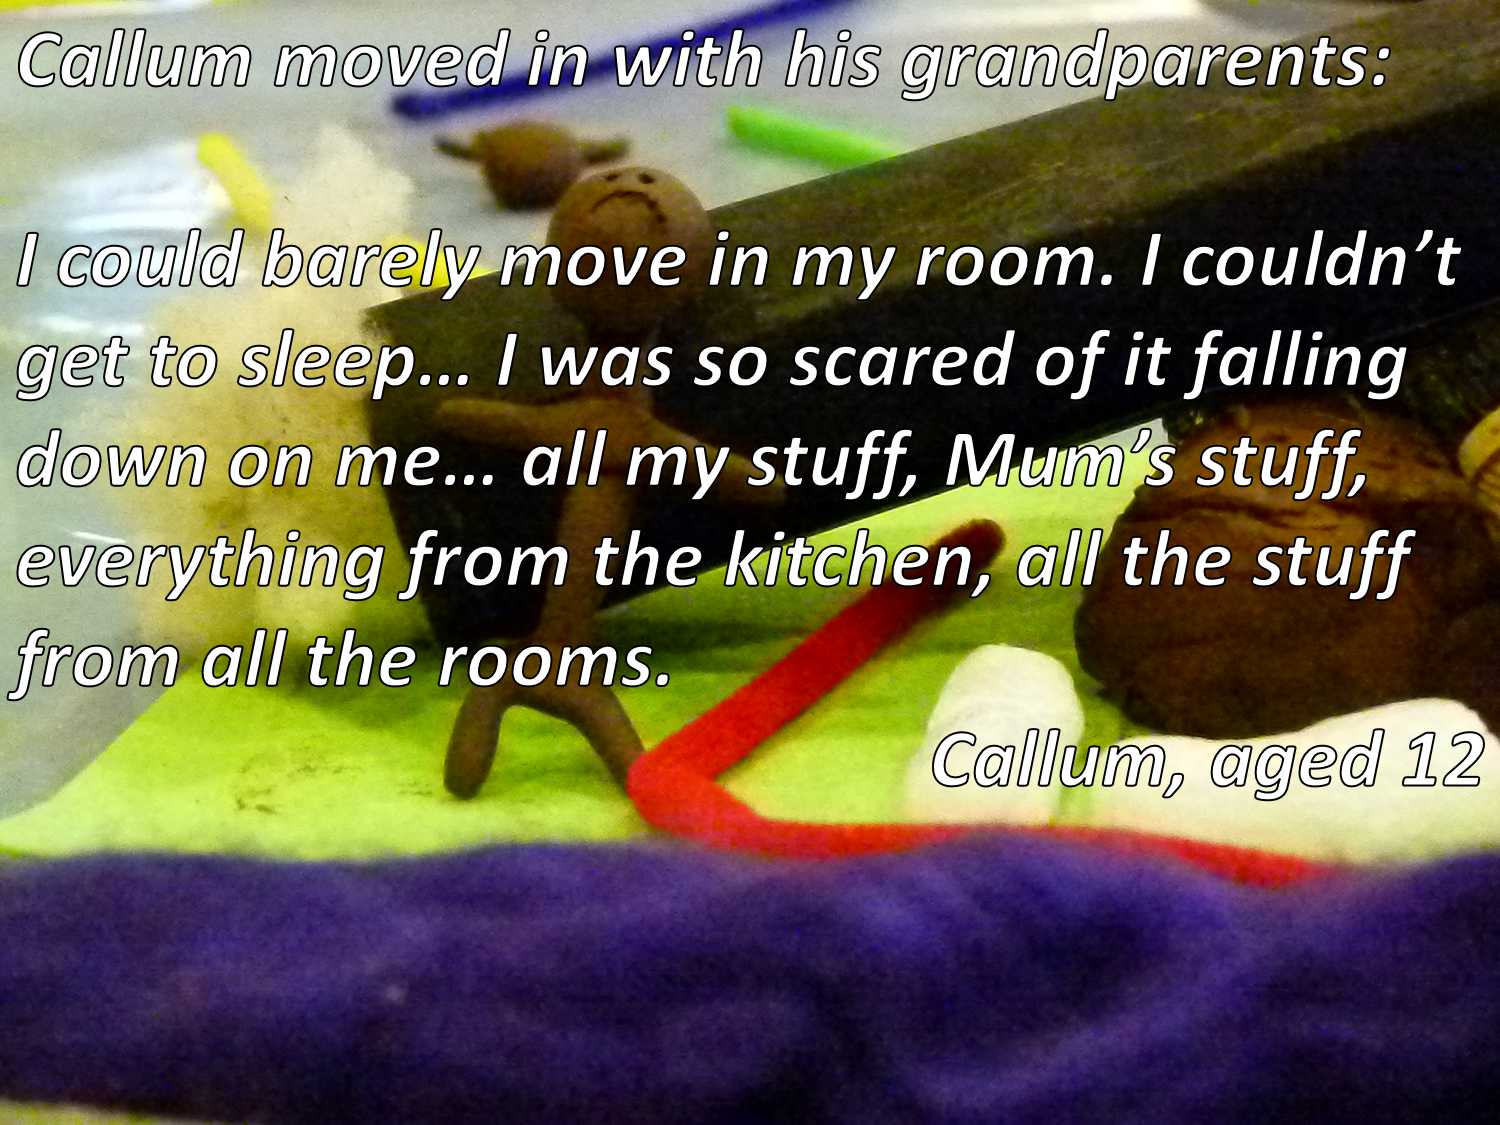 Callum moved in with his grandparents:
I could barely move in my room. I couldn’t
get to sleep... I was so scared of it falling
down on me... all my stuff, Mum’s stuff,
everything from the kitchen, all the stuff
from all the rooms.
Callum, aged 12